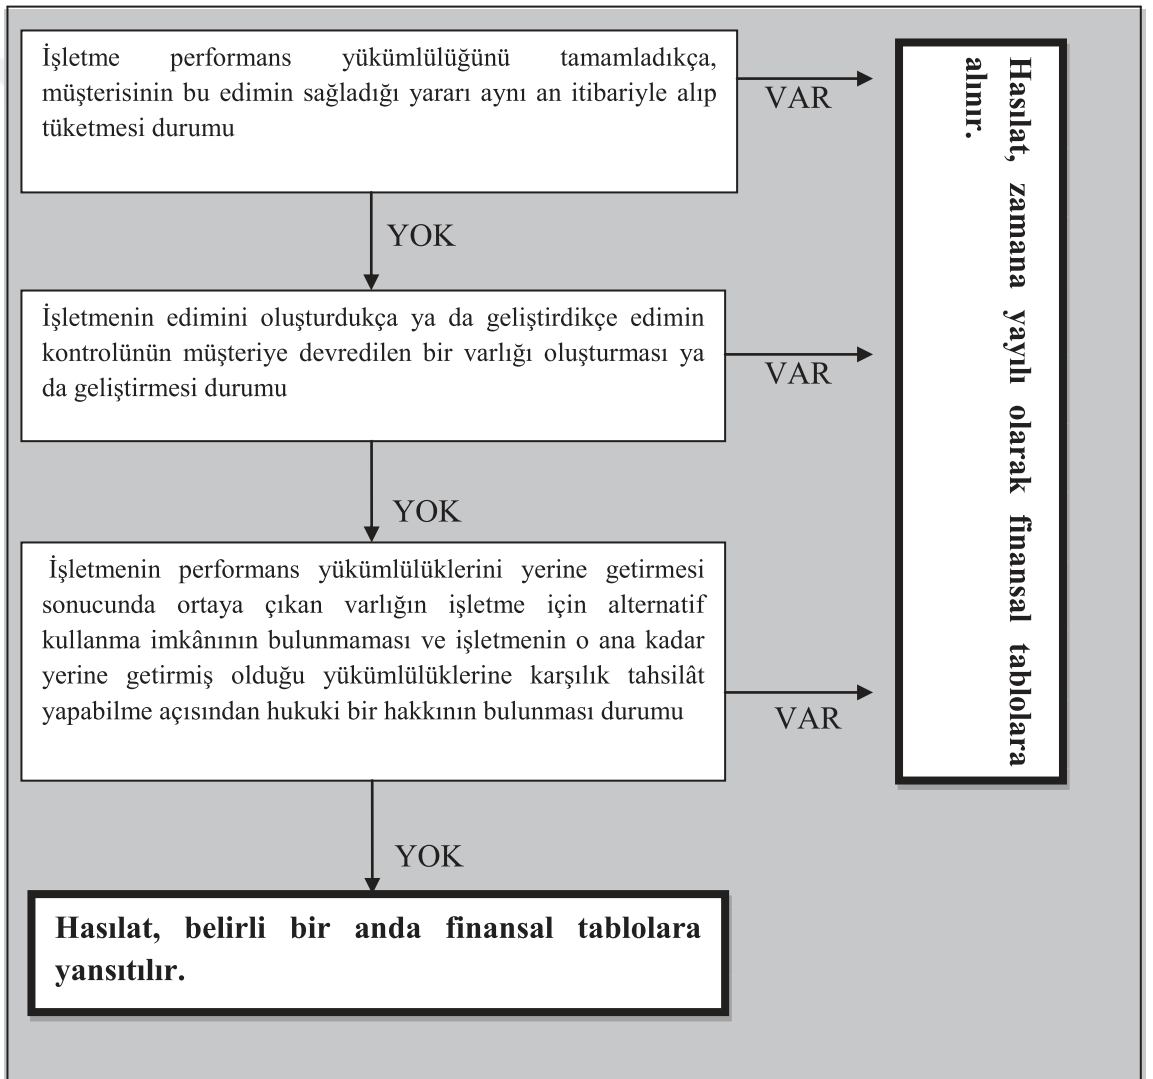 İşletme performans yükümlülüğünü tamamladıkça,
müşterisinin bu edimin sağladığı yararı aynı an itibariyle alıp
tüketmesi durumu
VAR
YOK
İşletmenin edimini oluşturdukça ya da geliştirdikçe edimin
kontrolünün müşteriye devredilen bir varlığı oluşturması ya
da geliştirmesi durumu
VAR
YOK
İşletmenin performans yükümlülüklerini yerine getirmesi
sonucunda ortaya çıkan varlığın işletme için alternatif
kullanma imkânının bulunmaması ve işletmenin o ana kadar
yerine getirmiş olduğu yükümlülüklerine karşılık tahsilât
yapabilme açısından hukuki bir hakkının bulunması durumu
VAR
YOK
Hasılat, zamana yayılı olarak finansal tablolara
alınır.
Hasılat, belirli bir anda finansal tablolara
yansıtılır.